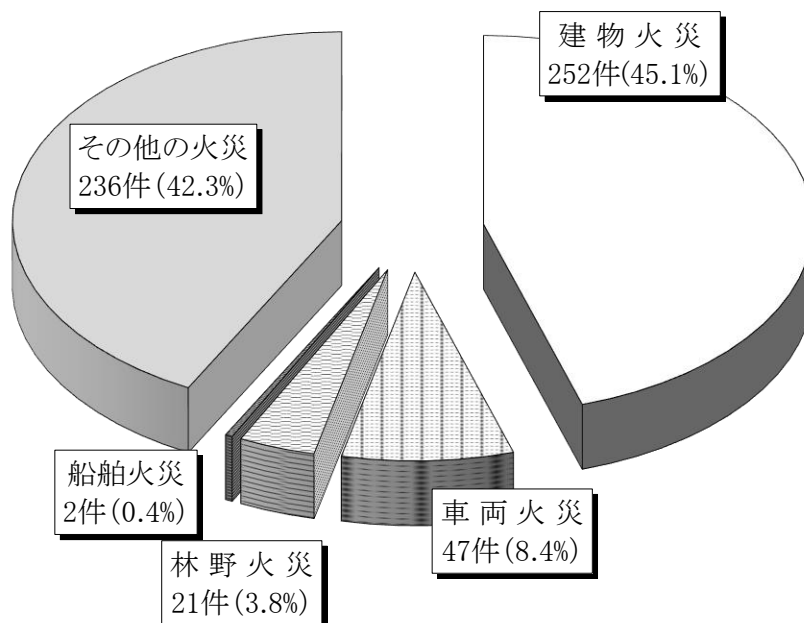 建物火災
252件(45.1%)
その他の火災
236件(42.3%)
船舶火災
2件(0.4%)
林野火災
21件(3.8%)
車両火災
47件(8.4%)